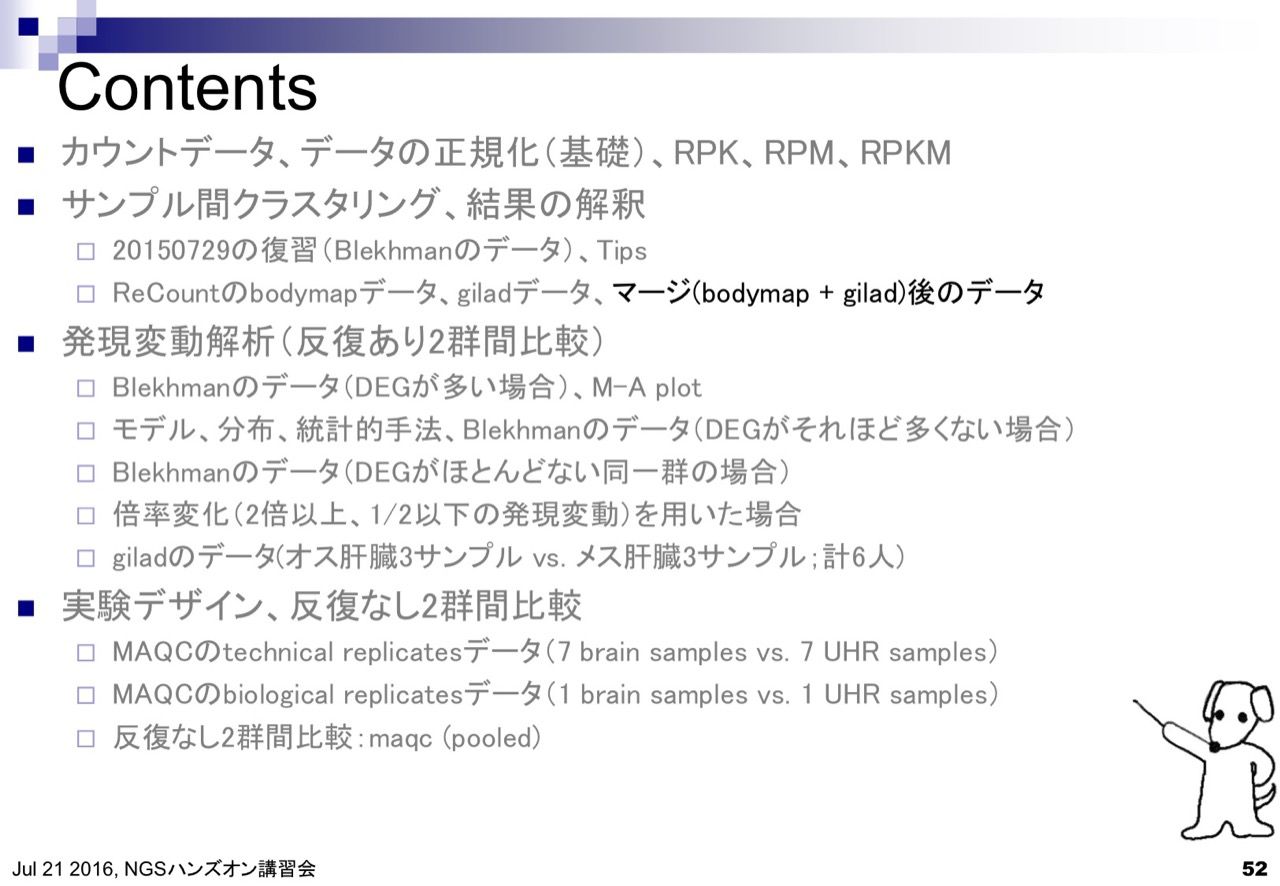 Contents
カウントデータ、データの正規化(基礎)、RPK、RPM、RPKM
サンプル間クラスタリング、結果の解釈
20150729の復習(Blekhmanのデータ)、Tips
ReCountのbodymapデータ、giladデータ、マージ(bodymap + gilad)後のデータ
発現変動解析(反復あり2群間比較)
Blekhmanのデータ(DEGが多い場合)、M-A plot
モデル、分布、統計的手法、Blekhmanのデータ(DEGがそれほど多くない場合)
Blekhmanのデータ(DEGがほとんどない同一群の場合)
倍率変化(2倍以上、1/2以下の発現変動)を用いた場合
giladのデータ(オス肝臓3サンプル vs. メス肝臓3サンプル;計6人)
実験デザイン、反復なし2群間比較
MAQCのtechnical replicatesデータ(7 brain samples vs. 7 UHR samples)
MAQCのbiological replicatesデータ(1 brain samples vs. 1 UHR samples)
反復なし2群間比較:maqc (pooled)
Jul 21 2016, NGSハンズオン講習会
52